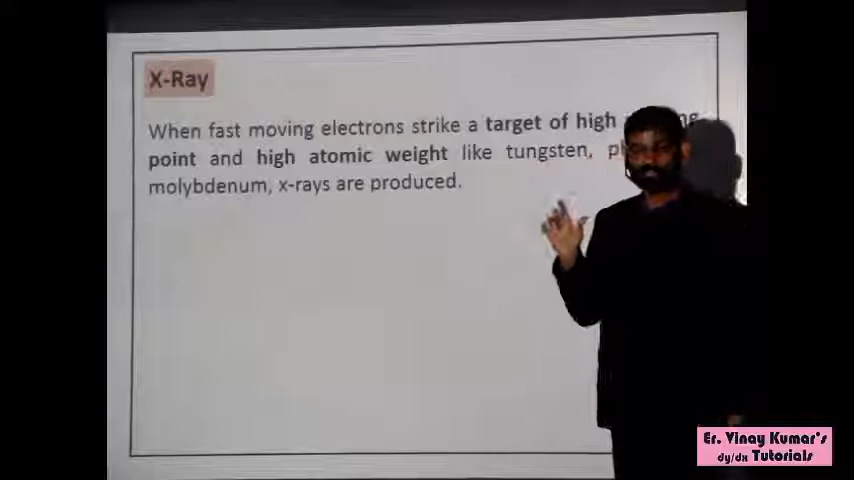 X-Ray
When fast moving electrons strike a target of high
point and high atomic weight like tungsten,
molybdenum, x-rays are produced.
Er. Vinay Kumar's
dy/dx Tutorials